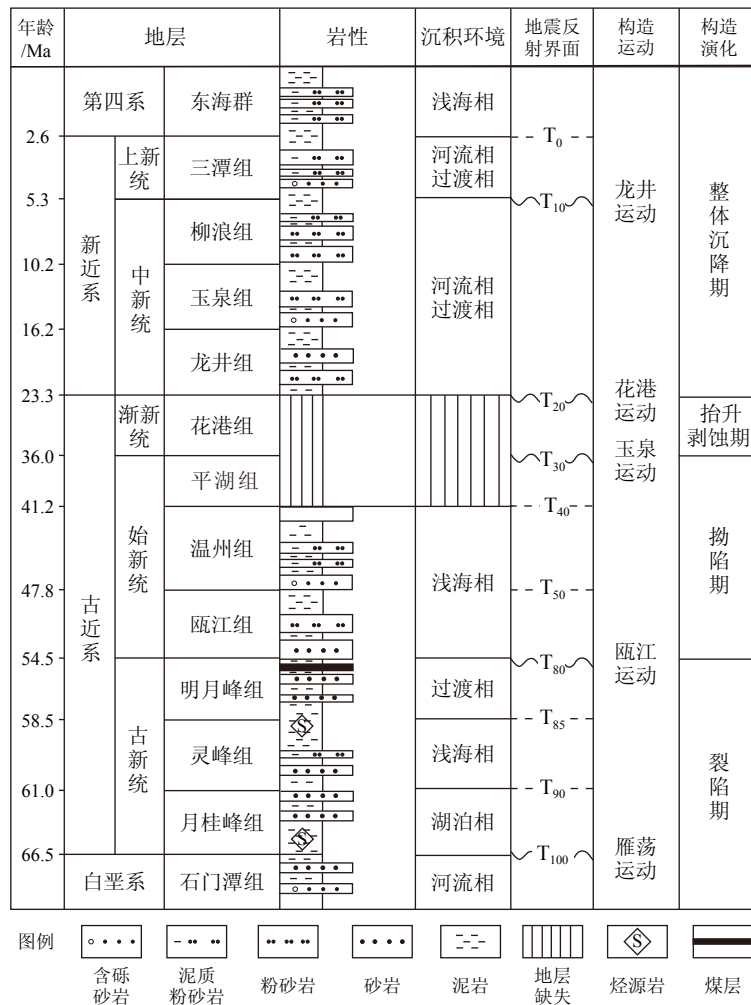 年龄 /Ma 地层 岩性 沉积环境 地震反射界面 构造运动 构造演化
第四系 东海群 浅海相
2.6 T0
上新统 三潭组 河流相 过渡相
5.3 T10 龙井运动
新近系 中新统 柳浪组
10.2
玉泉组 河流相 过渡相 整体沉降期
16.2
龙井组
23.3 T20 花港运动
渐新统 花港组 抬升剥蚀期
36.0 T30 玉泉运动
平湖组
41.2 T40
古近系 始新统 温州组 浅海相 拗陷期
47.8 T50
瓯江组
54.5 T80 瓯江运动
明月峰组 过渡相
58.5 T85
S
古新统 灵峰组 浅海相 裂陷期
61.0 T90
月桂峰组 湖泊相
S
66.5 T100 雁荡运动
白垩系 石门潭组 河流相
图例
含砾砂岩 泥质粉砂岩 粉砂岩 砂岩 泥岩 地层缺失 S 烃源岩 煤层